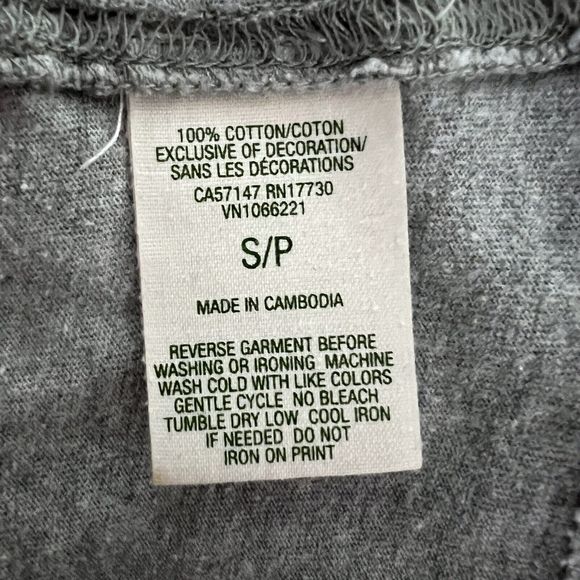 100% COTTON/COTON
EXCLUSIVE OF DECORATION/
SANS LES DÉCORATIONS
CA57147 RN17730
VN1066221
S/P
MADE IN CAMBODIA
REVERSE GARMENT BEFORE
WASHING OR IRONING MACHINE
WASH COLD WITH LIKE COLORS
GENTLE CYCLE NO BLEACH
TUMBLE DRY LOW COOL IRON
IF NEEDED DO NOT
IRON ON PRINT